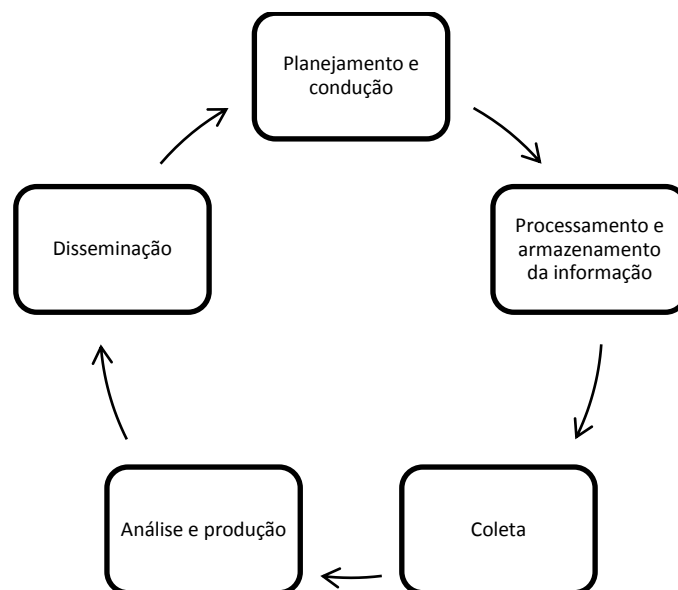 Planejamento e
condução
Processamento e
armazenamento
da informação
Coleta
Análise e produção
Disseminação